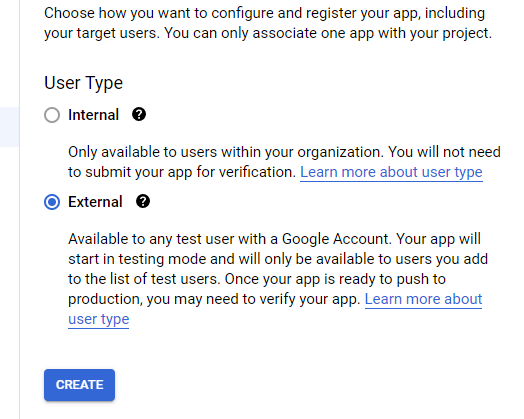 Choose how you want to configure and register your app, including
your target users. You can only associate one app with your project.
User Type
Internal ?
Only available to users within your organization. You will not need
to submit your app for verification. Learn more about user type
External ?
Available to any test user with a Google Account. Your app will
start in testing mode and will only be available to users you add
to the list of test users. Once your app is ready to push to
production, you may need to verify your app. Learn more about
user type
CREATE